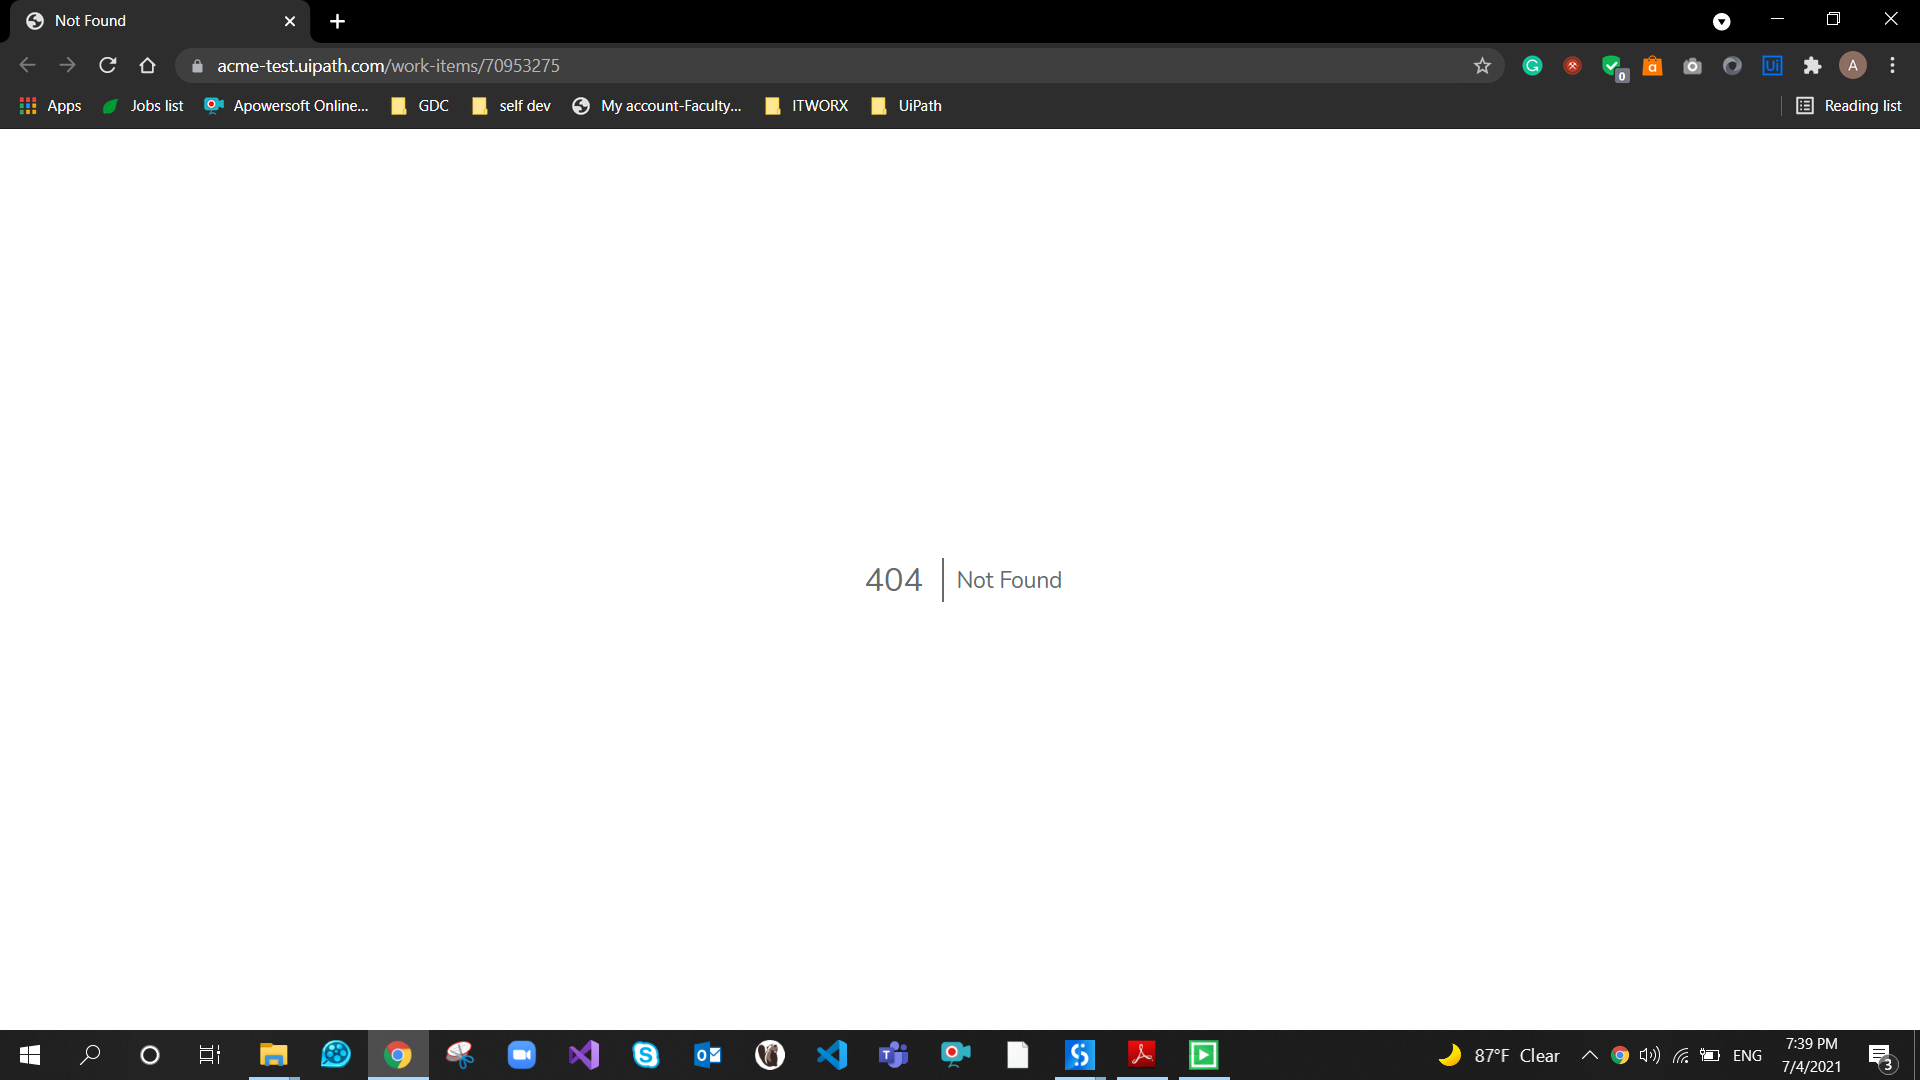 Not Found
acme-test.uipath.com/work-items/70953275
A
0
Apps Jobs list Apowersoft Online... GDC self dev My account-Faculty... ITWORX UiPath Reading list
404 Not Found
87°F Clear ENG 7:39 PM
7/4/2021
3